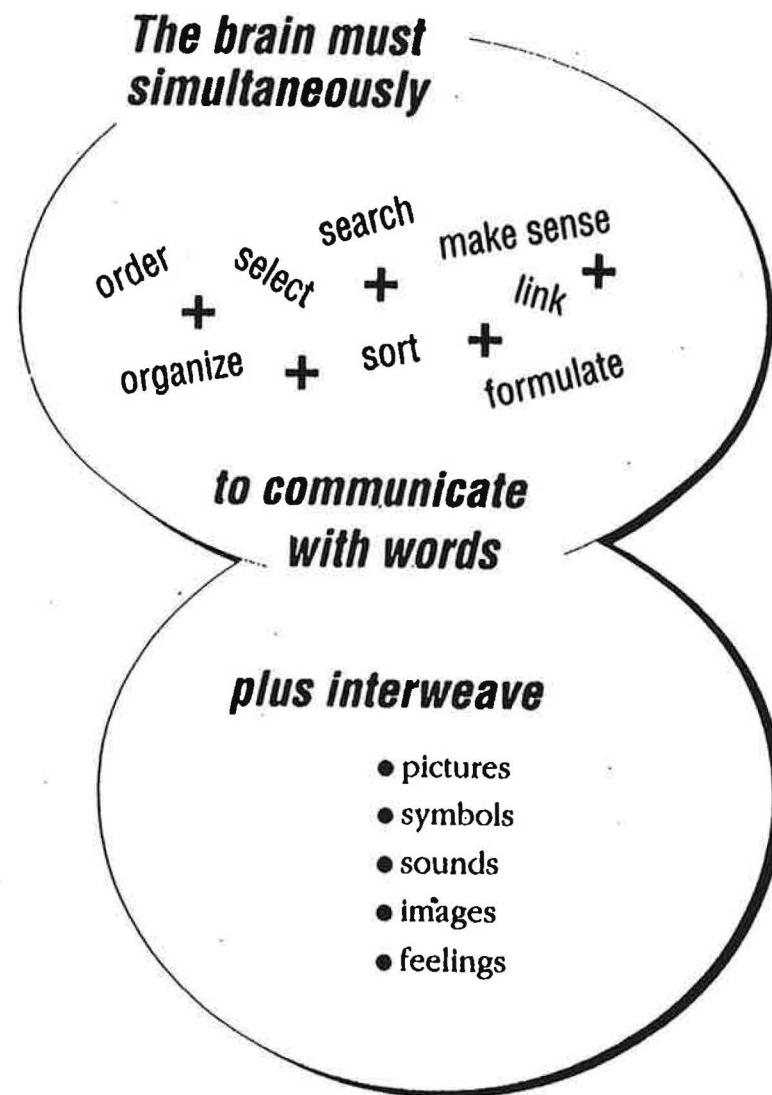 The brain must
simultaneously
order select search make sense
+ + link +
organize + sort + formulate
to communicate
with words
plus interweave
● pictures
● symbols
● sounds
● images
● feelings